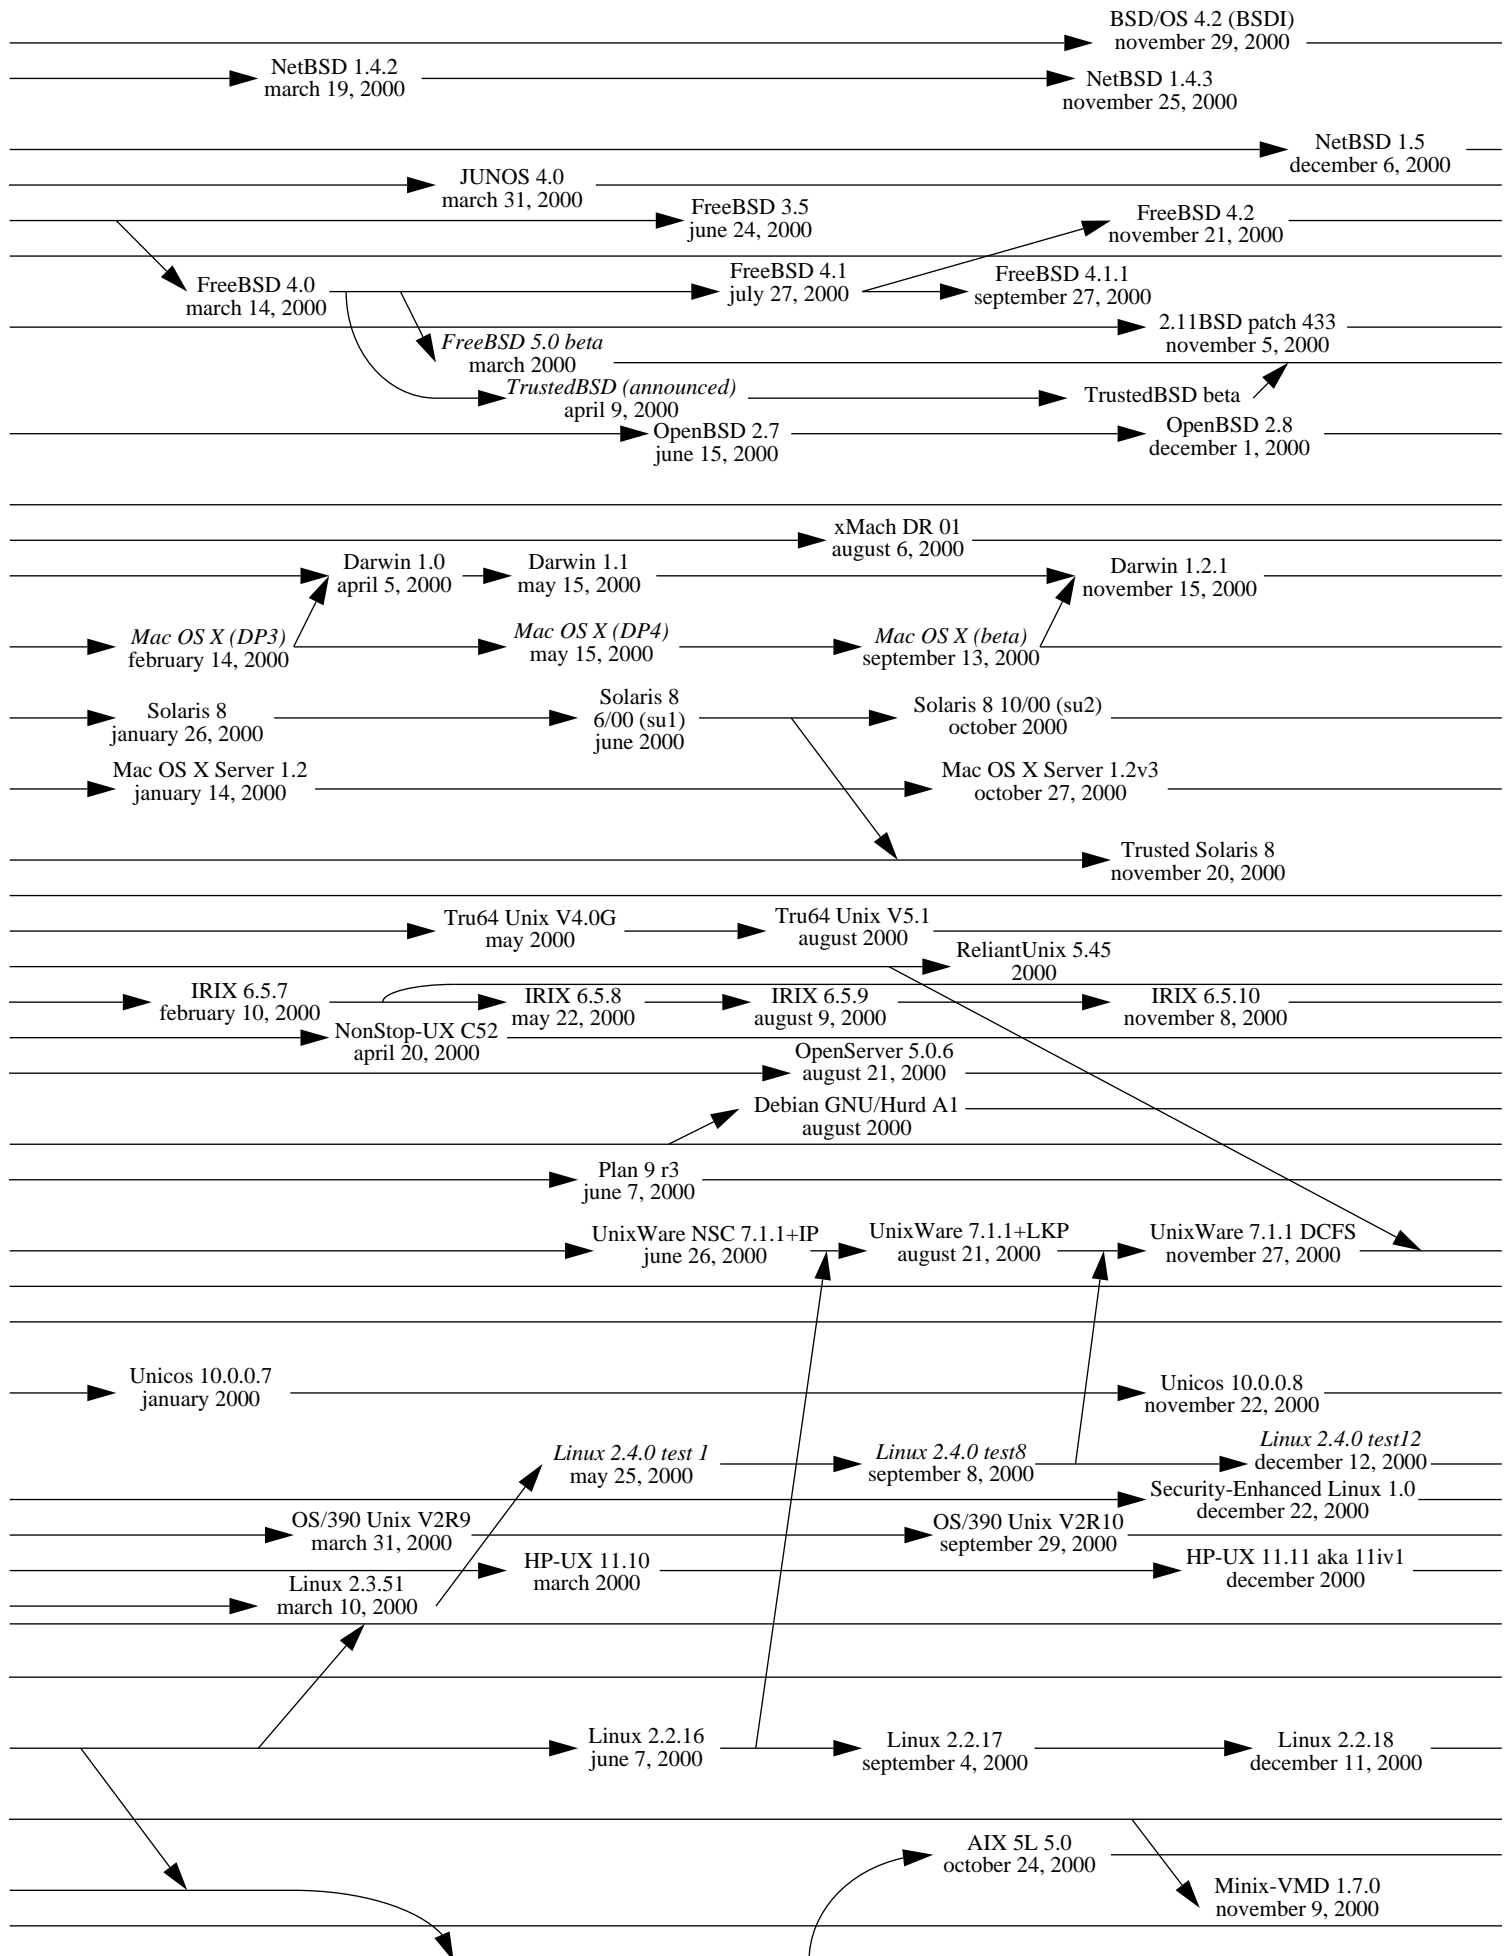 BSD/OS 4.2 (BSDI)
november 29, 2000
NetBSD 1.4.2
march 19, 2000
NetBSD 1.4.3
november 25, 2000
NetBSD 1.5
december 6, 2000
JUNOS 4.0
march 31, 2000
FreeBSD 3.5
june 24, 2000
FreeBSD 4.2
november 21, 2000
FreeBSD 4.0
march 14, 2000
FreeBSD 4.1
july 27, 2000
FreeBSD 4.1.1
september 27, 2000
2.11BSD patch 433
november 5, 2000
FreeBSD 5.0 beta
march 2000
TrustedBSD (announced)
april 9, 2000
TrustedBSD beta
OpenBSD 2.7
june 15, 2000
OpenBSD 2.8
december 1, 2000
xMach DR 01
august 6, 2000
Darwin 1.0
april 5, 2000
Darwin 1.1
may 15, 2000
Darwin 1.2.1
november 15, 2000
Mac OS X (DP3)
february 14, 2000
Mac OS X (DP4)
may 15, 2000
Mac OS X (beta)
september 13, 2000
Solaris 8
january 26, 2000
Solaris 8
6/00 (su1)
june 2000
Solaris 8 10/00 (su2)
october 2000
Mac OS X Server 1.2
january 14, 2000
Mac OS X Server 1.2v3
october 27, 2000
Trusted Solaris 8
november 20, 2000
Tru64 Unix V4.0G
may 2000
Tru64 Unix V5.1
august 2000
ReliantUnix 5.45
2000
IRIX 6.5.7
february 10, 2000
IRIX 6.5.8
may 22, 2000
IRIX 6.5.9
august 9, 2000
IRIX 6.5.10
november 8, 2000
NonStop-UX C52
april 20, 2000
OpenServer 5.0.6
august 21, 2000
Debian GNU/Hurd A1
august 2000
Plan 9 r3
june 7, 2000
UnixWare NSC 7.1.1+IP
june 26, 2000
UnixWare 7.1.1+LKP
august 21, 2000
UnixWare 7.1.1 DCFS
november 27, 2000
Unicos 10.0.0.7
january 2000
Unicos 10.0.0.8
november 22, 2000
Linux 2.4.0 test 1
may 25, 2000
Linux 2.4.0 test8
september 8, 2000
Linux 2.4.0 test12
december 12, 2000
Security-Enhanced Linux 1.0
december 22, 2000
OS/390 Unix V2R9
march 31, 2000
OS/390 Unix V2R10
september 29, 2000
HP-UX 11.10
march 2000
HP-UX 11.11 aka 11iv1
december 2000
Linux 2.3.51
march 10, 2000
Linux 2.2.16
june 7, 2000
Linux 2.2.17
september 4, 2000
Linux 2.2.18
december 11, 2000
AIX 5L 5.0
october 24, 2000
Minix-VMD 1.7.0
november 9, 2000